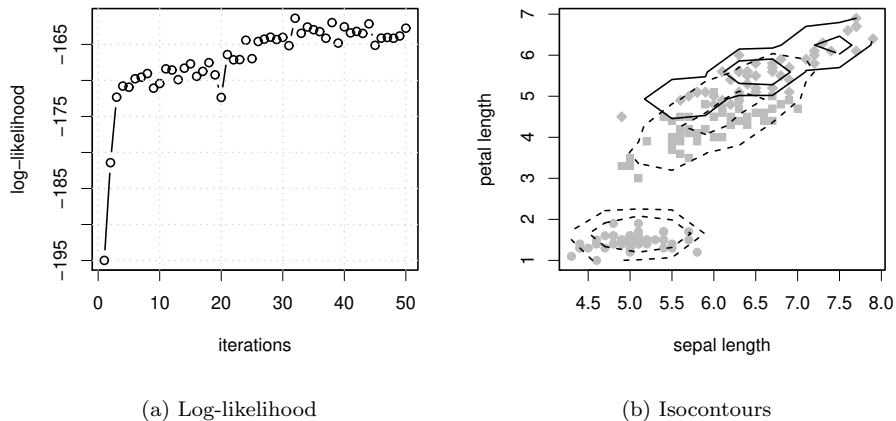 log-likelihood
−165
−175
−185
−195
0 10 20 30 40 50
iterations
(a) Log-likelihood
petal length
7
6
5
4
3
2
1
4.5 5.0 5.5 6.0 6.5 7.0 7.5 8.0
sepal length
(b) Isocontours